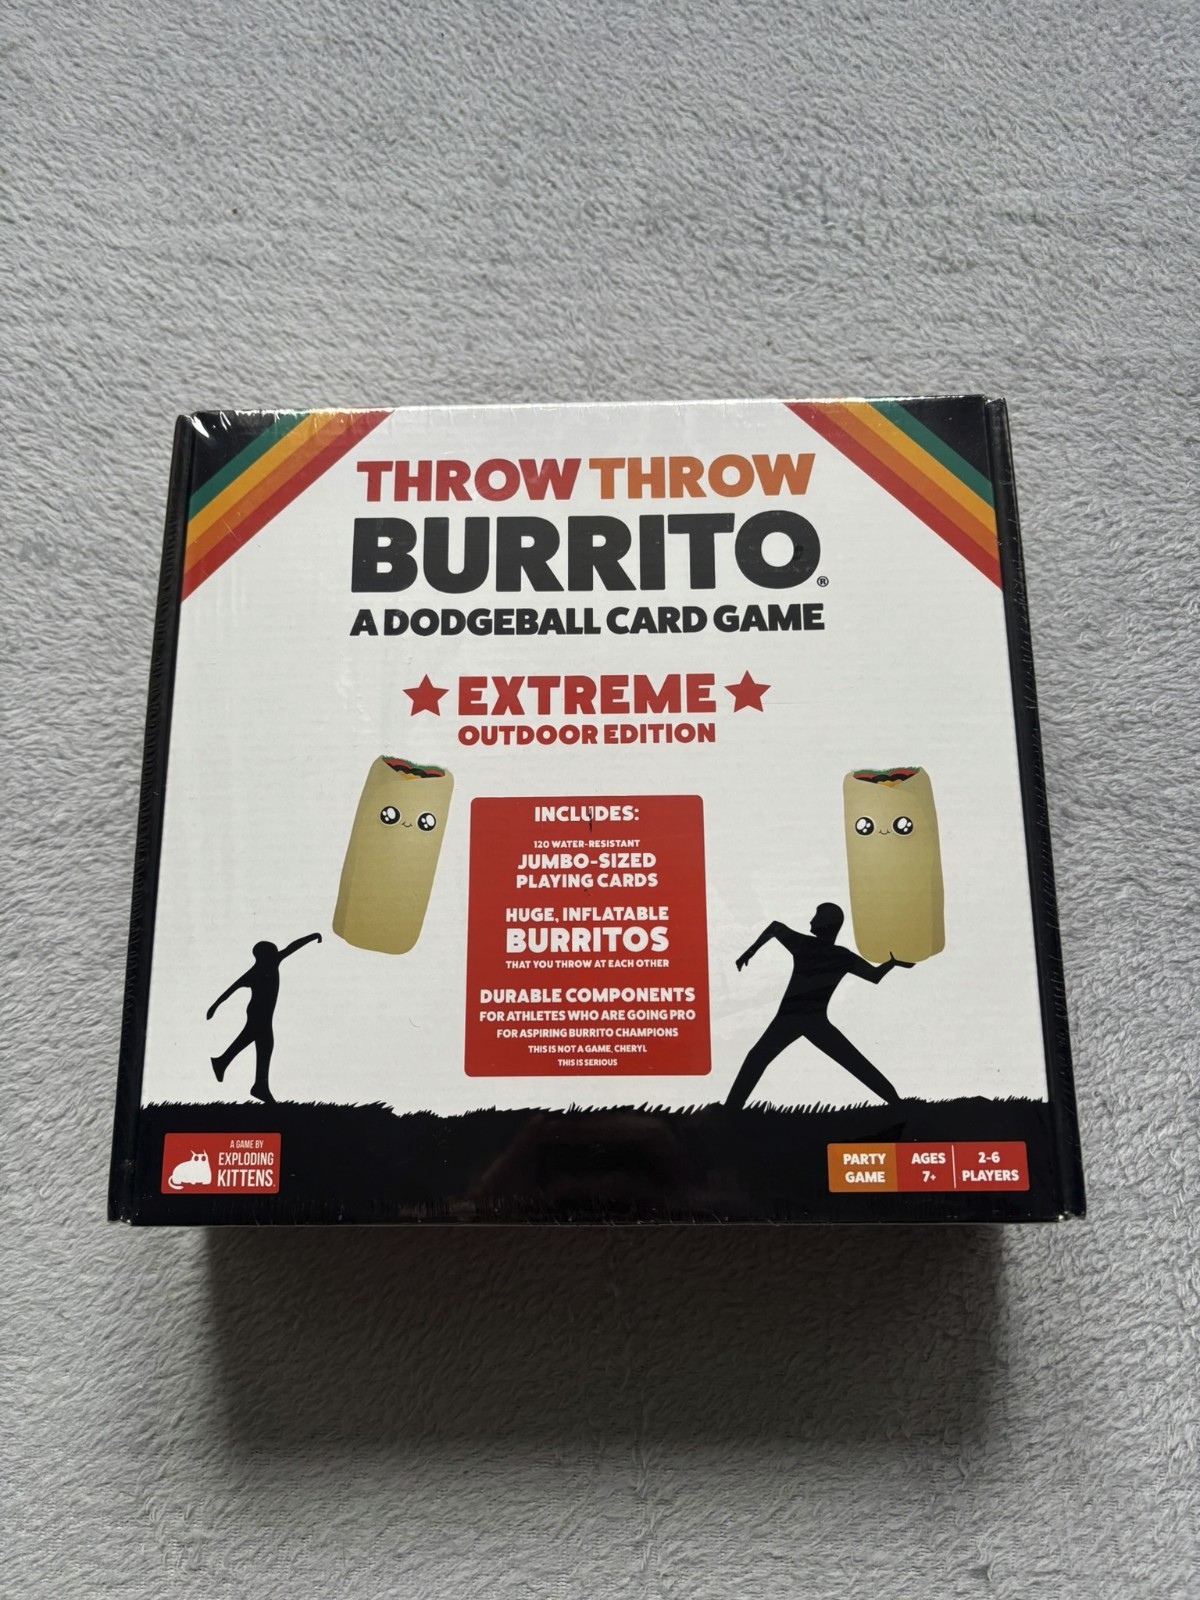 THROW THROW
BURRITO®
A DODGEBALL CARD GAME
EXTREME
OUTDOOR EDITION
INCLUDES:
120 WATER-RESISTANT
JUMBO-SIZED
PLAYING CARDS
HUGE, INFLATABLE
BURRITOS
THAT YOU THROW AT EACH OTHER
DURABLE COMPONENTS
FOR ATHLETES WHO ARE GOING PRO
FOR ASPIRING BURRITO CHAMPIONS
THIS IS NOT A GAME, CHERYL
THIS IS SERIOUS
A GAME BY
EXPLODING
KITTENS
PARTY
GAME
AGES
7+
2-6
PLAYERS